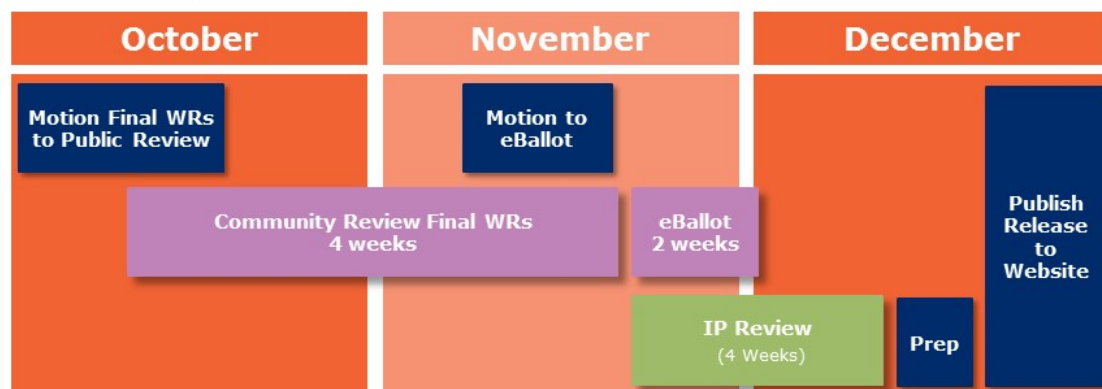 October
November
December
Motion Final WRs
to Public Review
Motion to
eBallot
Community Review Final WRs
4 weeks
eBallot
2 weeks
Publish
Release
to
Website
IP Review
(4 Weeks)
Prep